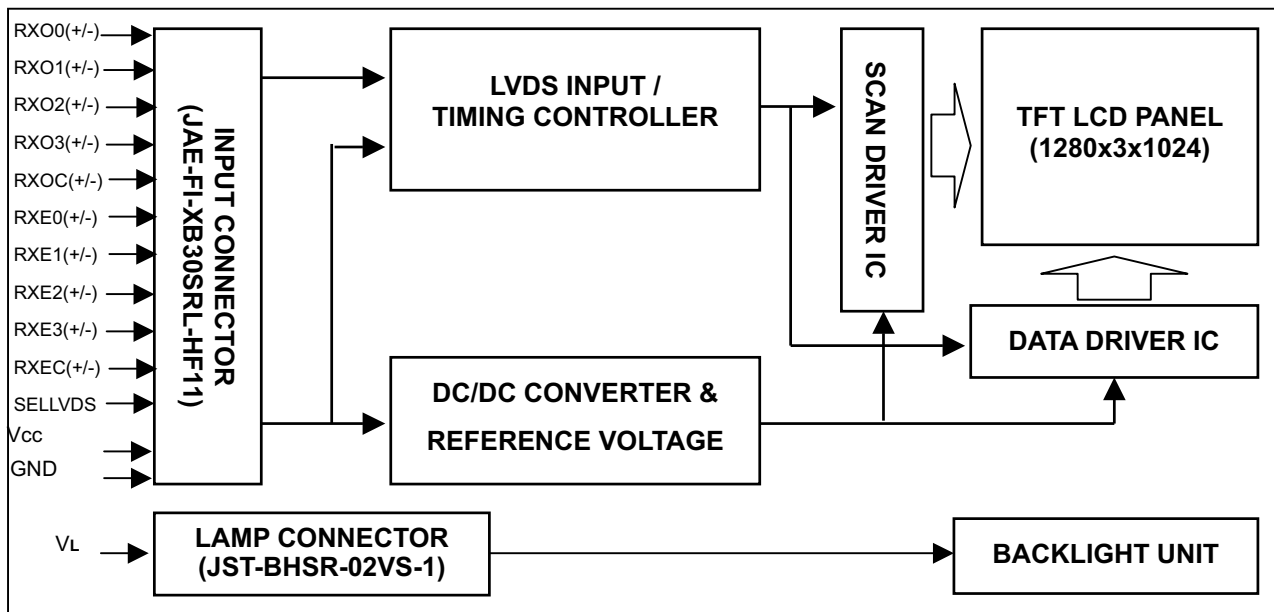 RXO0(+/-)
RXO1(+/-)
RXO2(+/-)
RXO3(+/-)
RXOC(+/-)
RXE0(+/-)
RXE1(+/-)
RXE2(+/-)
RXE3(+/-)
RXEC(+/-)
SELLVDS
Vcc
GND
INPUT CONNECTOR
(JAE-FI-XB30SRL-HF11)
LVDS INPUT /
TIMING CONTROLLER
SCAN DRIVER IC
TFT LCD PANEL
(1280x3x1024)
DATA DRIVER IC
DC/DC CONVERTER &
REFERENCE VOLTAGE
VL
LAMP CONNECTOR
(JST-BHSR-02VS-1)
BACKLIGHT UNIT